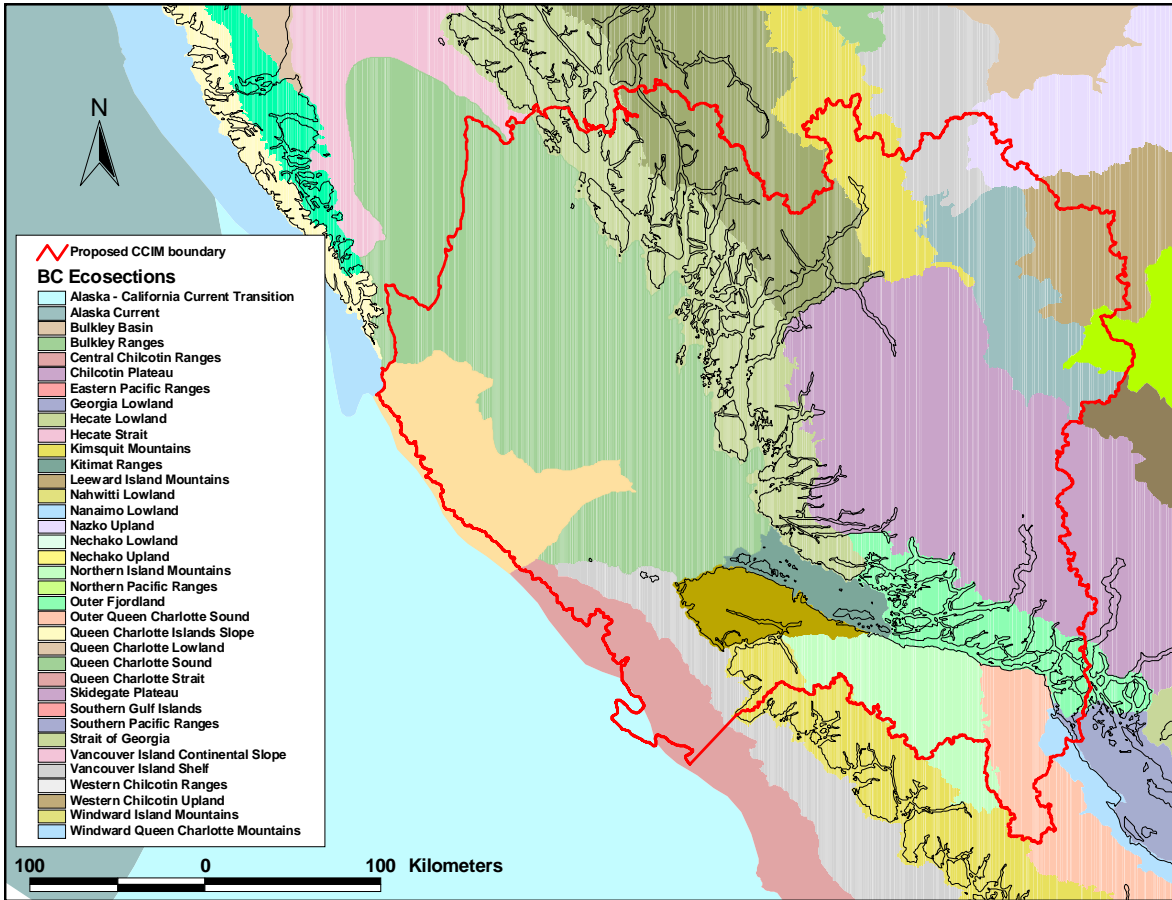 N
Proposed CCIM boundary
BC Ecosections
Alaska - California Current Transition
Alaska Current
Bulkley Basin
Bulkley Ranges
Central Chilcotin Ranges
Chilcotin Plateau
Eastern Pacific Ranges
Georgia Lowland
Hecate Lowland
Hecate Strait
Kimsquit Mountains
Kitimat Ranges
Leeward Island Mountains
Nahwitti Lowland
Nanaimo Lowland
Nazko Upland
Nechako Lowland
Nechako Upland
Northern Island Mountains
Northern Pacific Ranges
Outer Fjordland
Outer Queen Charlotte Sound
Queen Charlotte Islands Slope
Queen Charlotte Lowland
Queen Charlotte Sound
Queen Charlotte Strait
Skidegate Plateau
Southern Gulf Islands
Southern Pacific Ranges
Strait of Georgia
Vancouver Island Continental Slope
Vancouver Island Shelf
Western Chilcotin Ranges
Western Chilcotin Upland
Windward Island Mountains
Windward Queen Charlotte Mountains
100 0 100 Kilometers